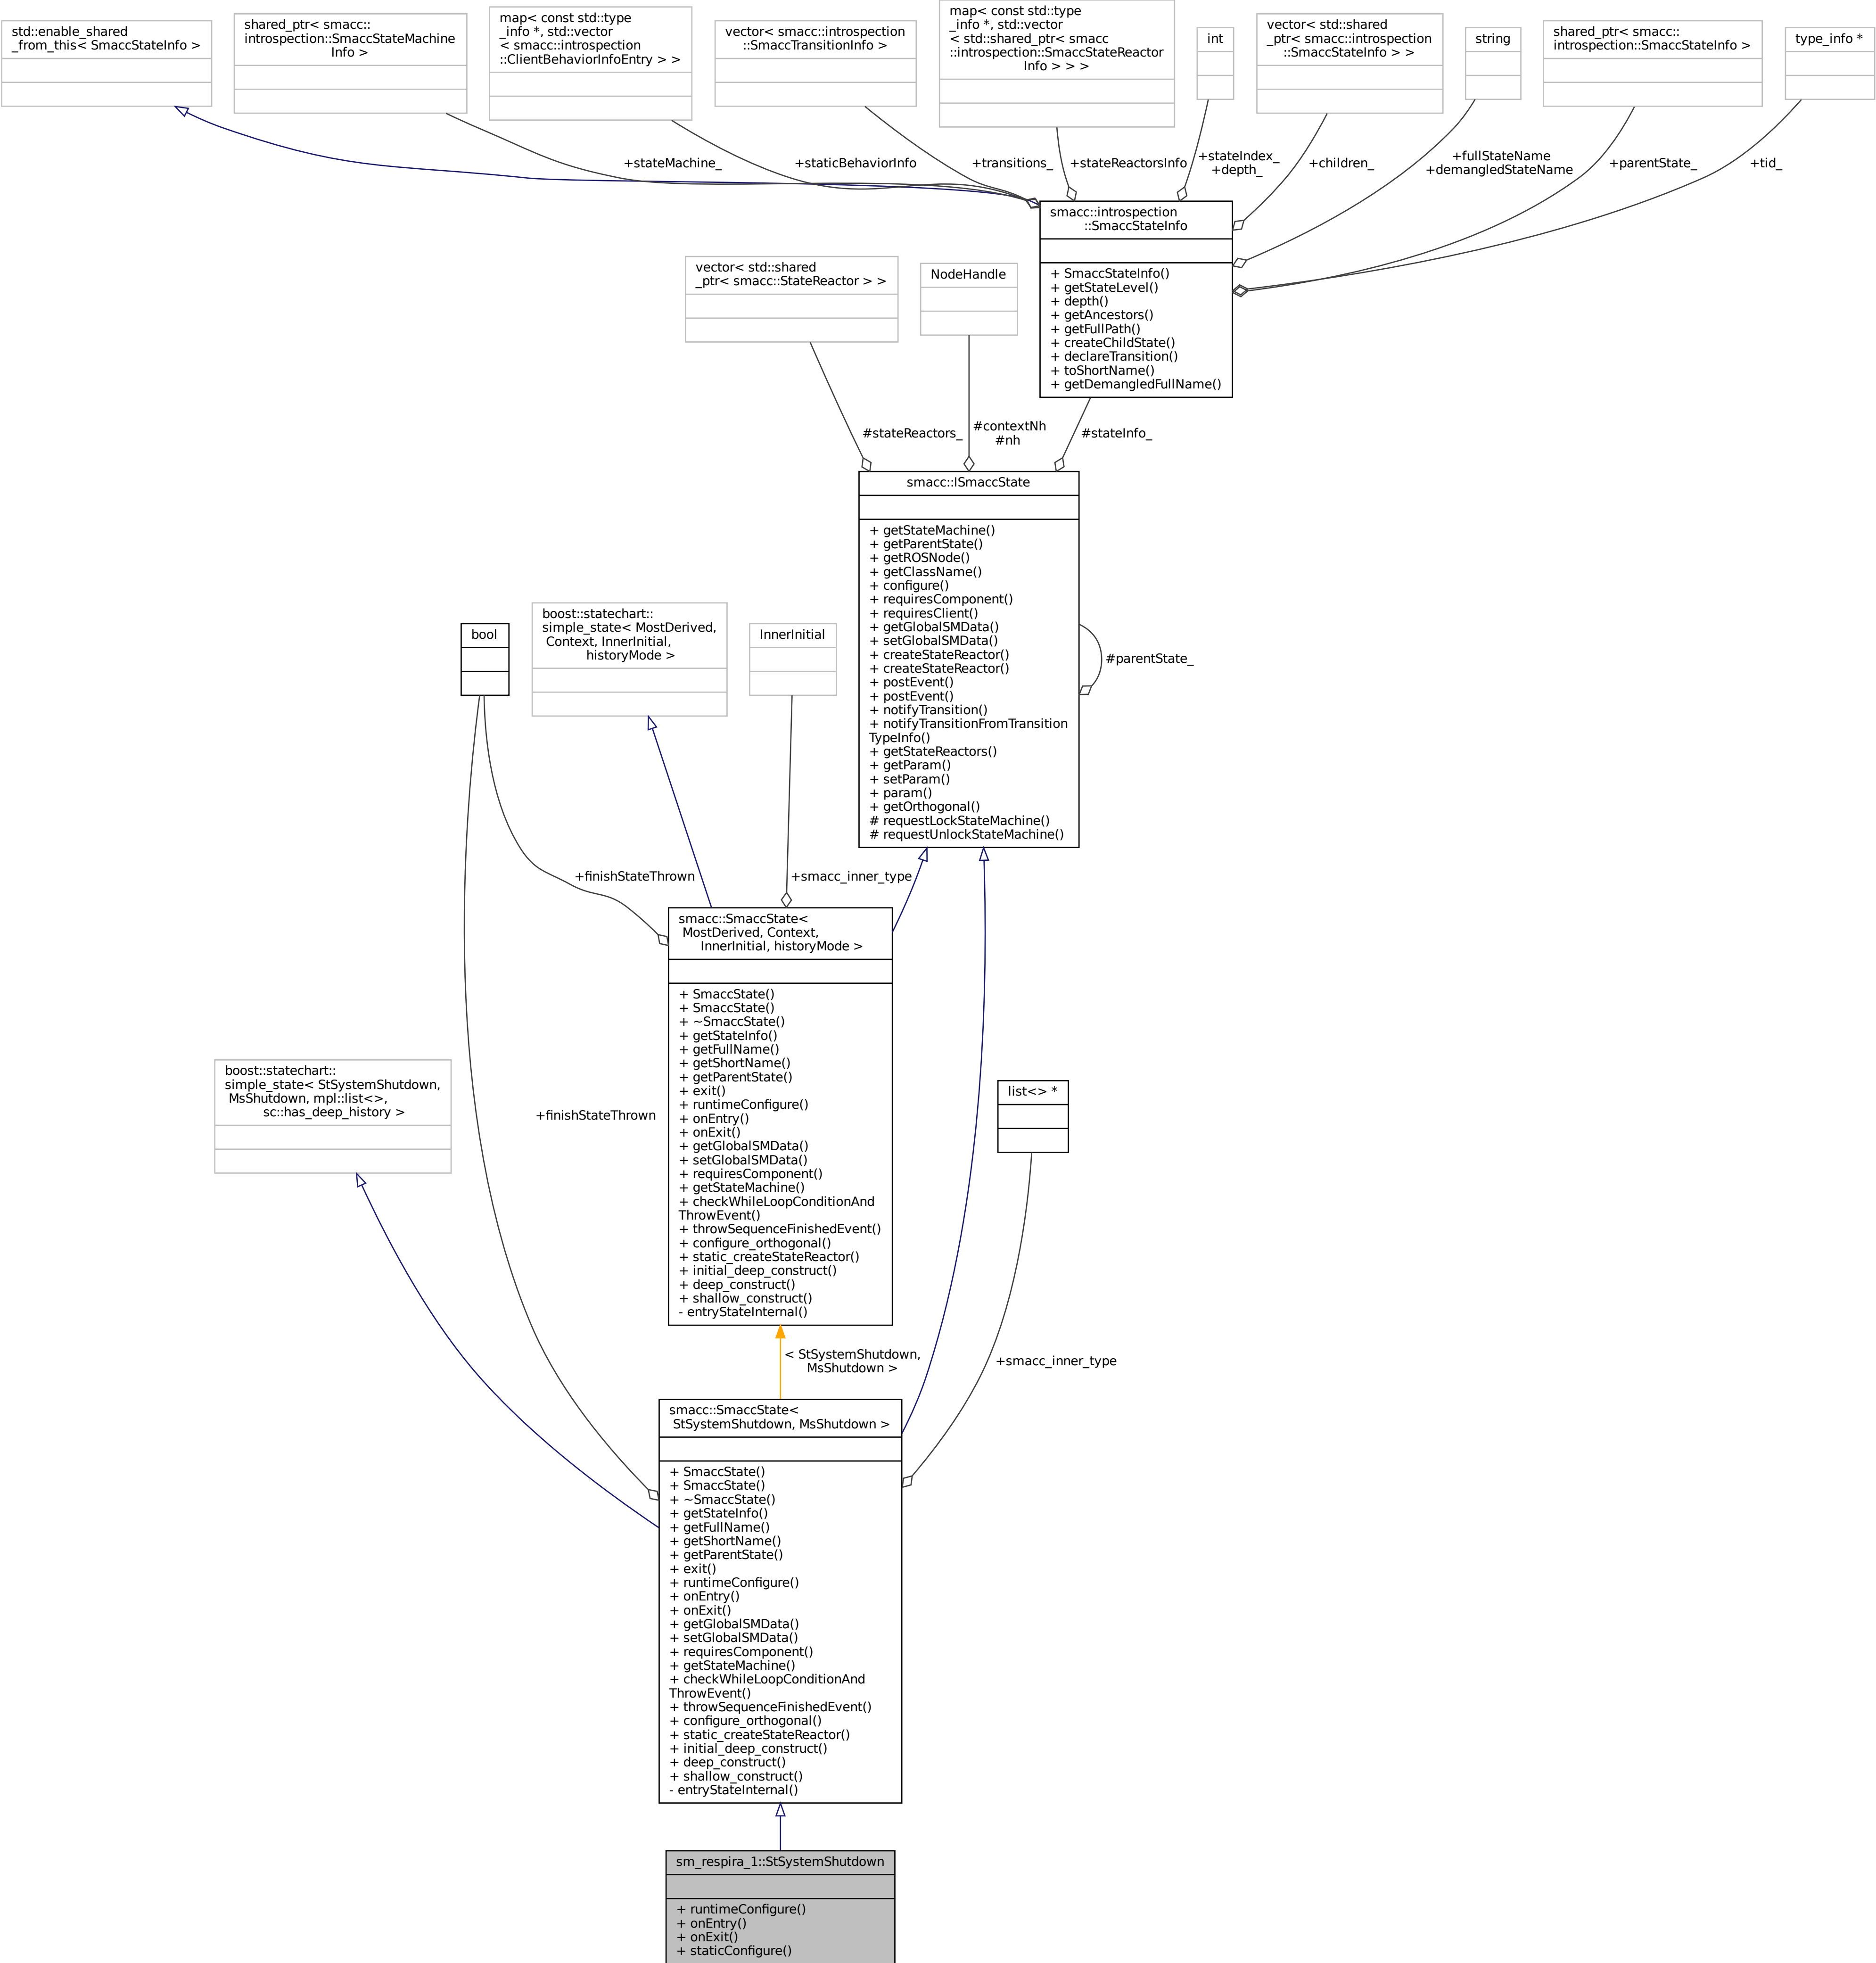 std::enable_shared
_from_this< SmaccStateInfo >
shared_ptr< smacc::
introspection::SmaccStateMachine
Info >
map< const std::type
_info *, std::vector
< smacc::introspection
::ClientBehaviorInfoEntry > >
vector< smacc::introspection
::SmaccTransitionInfo >
map< const std::type
_info *, std::vector
< std::shared_ptr< smacc
::introspection::SmaccStateReactor
Info > > >
int
vector< std::shared
_ptr< smacc::introspection
::SmaccStateInfo > >
string
shared_ptr< smacc::
introspection::SmaccStateInfo >
type_info *
+stateMachine_
+staticBehaviorInfo
+transitions_
+stateReactorsInfo
+stateIndex_
+depth_
+children_
+fullStateName
+demangledStateName
+parentState_
+tid_
smacc::introspection
::SmaccStateInfo
+ SmaccStateInfo()
+ getStateLevel()
+ depth()
+ getAncestors()
+ getFullPath()
+ createChildState()
+ declareTransition()
+ toShortName()
+ getDemangledFullName()
vector< std::shared
_ptr< smacc::StateReactor > >
NodeHandle
#stateReactors_
#contextNh
#nh
#stateInfo_
smacc::ISmaccState
+ getStateMachine()
+ getParentState()
+ getROSNode()
+ getClassName()
+ configure()
+ requiresComponent()
+ requiresClient()
+ getGlobalSMData()
+ setGlobalSMData()
+ createStateReactor()
+ createStateReactor()
+ postEvent()
+ postEvent()
+ notifyTransition()
+ notifyTransitionFromTransition
TypeInfo()
+ getStateReactors()
+ getParam()
+ setParam()
+ param()
+ getOrthogonal()
# requestLockStateMachine()
# requestUnlockStateMachine()
#parentState_
bool
boost::statechart::
simple_state< MostDerived,
Context, InnerInitial,
historyMode >
InnerInitial
+finishStateThrown
+smacc_inner_type
smacc::SmaccState<
MostDerived, Context,
InnerInitial, historyMode >
+ SmaccState()
+ SmaccState()
+ ~SmaccState()
+ getStateInfo()
+ getFullName()
+ getShortName()
+ getParentState()
+ exit()
+ runtimeConfigure()
+ onEntry()
+ onExit()
+ getGlobalSMData()
+ setGlobalSMData()
+ requiresComponent()
+ getStateMachine()
+ checkWhileLoopConditionAnd
ThrowEvent()
+ throwSequenceFinishedEvent()
+ configure_orthogonal()
+ static_createStateReactor()
+ initial_deep_construct()
+ deep_construct()
+ shallow_construct()
- entryStateInternal()
boost::statechart::
simple_state< StSystemShutdown,
MsShutdown, mpl::list<>,
sc::has_deep_history >
+finishStateThrown
list<> *
< StSystemShutdown,
MsShutdown >
+smacc_inner_type
smacc::SmaccState<
StSystemShutdown, MsShutdown >
+ SmaccState()
+ SmaccState()
+ ~SmaccState()
+ getStateInfo()
+ getFullName()
+ getShortName()
+ getParentState()
+ exit()
+ runtimeConfigure()
+ onEntry()
+ onExit()
+ getGlobalSMData()
+ setGlobalSMData()
+ requiresComponent()
+ getStateMachine()
+ checkWhileLoopConditionAnd
ThrowEvent()
+ throwSequenceFinishedEvent()
+ configure_orthogonal()
+ static_createStateReactor()
+ initial_deep_construct()
+ deep_construct()
+ shallow_construct()
- entryStateInternal()
sm_respira_1::StSystemShutdown
+ runtimeConfigure()
+ onEntry()
+ onExit()
+ staticConfigure()